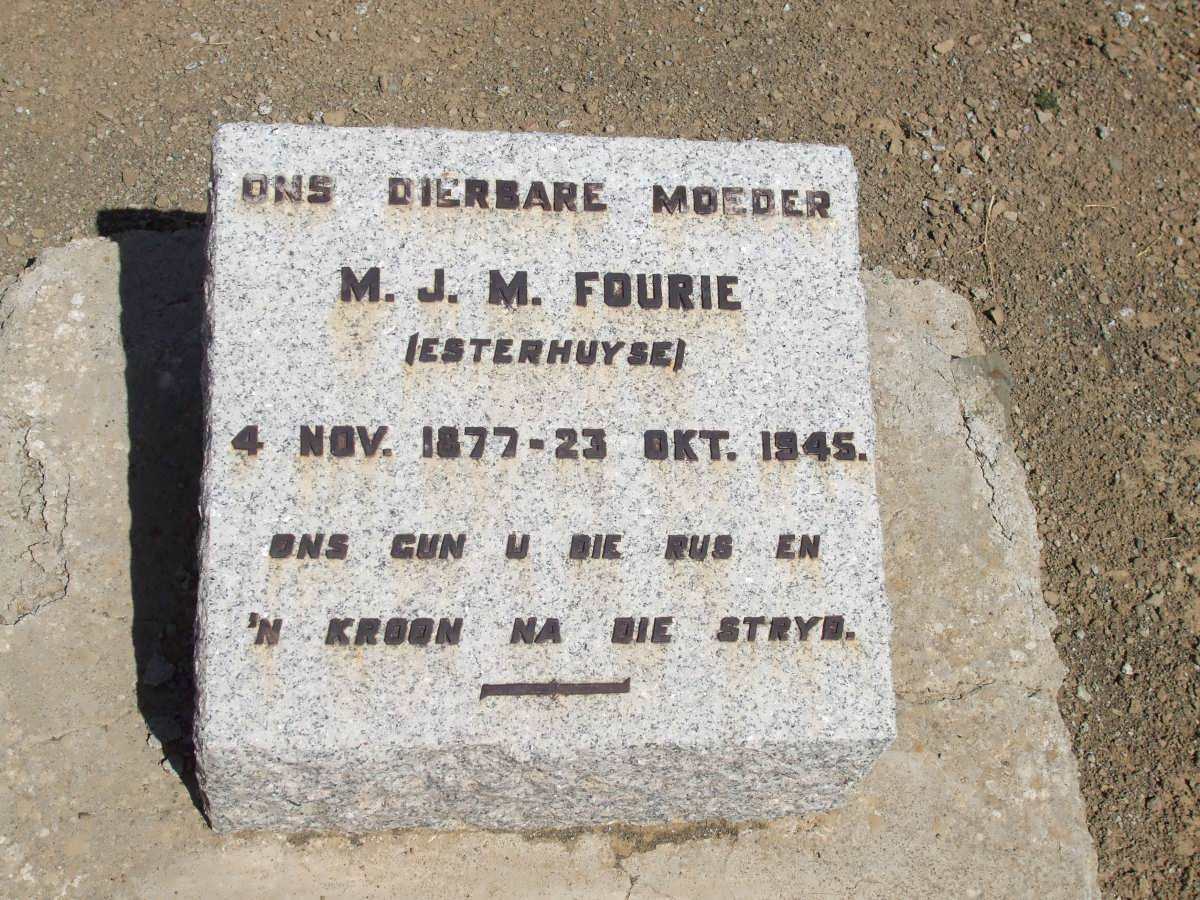 ONS DIERBARE MOEDER
M. J. M. FOURIE
(ESTERHUYSE)
4 NOV. 1877 - 23 OKT. 1945.
ONS GUN U DIE RUS EN
'N KROON NA DIE STRYD.